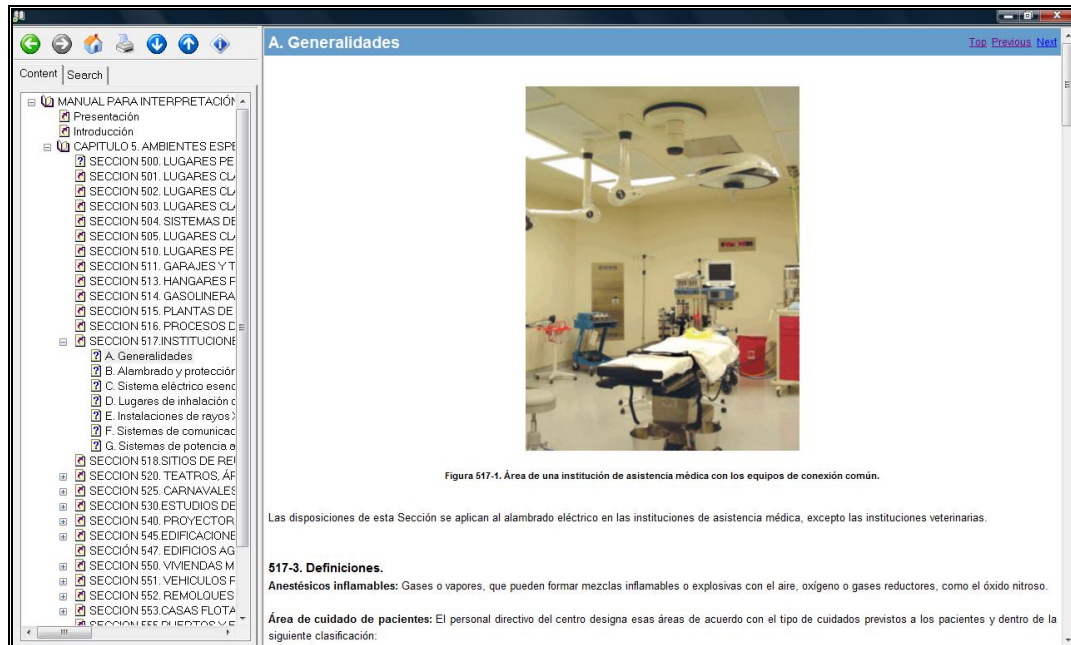 A. Generalidades
Top Previous Next
Content Search
MANUAL PARA INTERPRETACIÓN
Presentación
Introducción
CAPITULO 5. AMBIENTES ESPE
SECCION 500. LUGARES PE
SECCION 501. LUGARES CLA
SECCION 502. LUGARES CLA
SECCION 503. LUGARES CLA
SECCION 504. SISTEMAS DE
SECCION 505. LUGARES CLA
SECCION 510. LUGARES PE
SECCION 511. GARAJES Y T
SECCION 513. HANGARES P
SECCION 514. GASOLINERA
SECCION 515. PLANTAS DE
SECCION 516. PROCESOS D
SECCION 517.INSTITUCIONE
A. Generalidades
B. Alambrado y protección
C. Sistema eléctrico esenc
D. Lugares de inhalación d
E. Instalaciones de rayos X
F. Sistemas de comunicac
G. Sistemas de potencia a
SECCION 518.SITIOS DE REU
SECCION 520. TEATROS, ÁR
SECCION 525. CARNAVALES
SECCION 530.ESTUDIOS DE
SECCION 540. PROYECTOR
SECCION 545.EDIFICACIONE
SECCIÓN 547. EDIFICIOS AG
SECCION 550. VIVIENDAS M
SECCION 551. VEHICULOS R
SECCION 552. REMOLQUES
SECCION 553.CASAS FLOTA
SECCION 555.PUERTOS Y E
Figura 517-1. Área de una institución de asistencia médica con los equipos de conexión común.
Las disposiciones de esta Sección se aplican al alambrado eléctrico en las instituciones de asistencia médica, excepto las instituciones veterinarias.
517-3. Definiciones.
Anestésicos inflamables: Gases o vapores, que pueden formar mezclas inflamables o explosivas con el aire, oxígeno o gases reductores, como el óxido nitroso.
Área de cuidado de pacientes: El personal directivo del centro designa esas áreas de acuerdo con el tipo de cuidados previstos a los pacientes y dentro de la
siguiente clasificación: